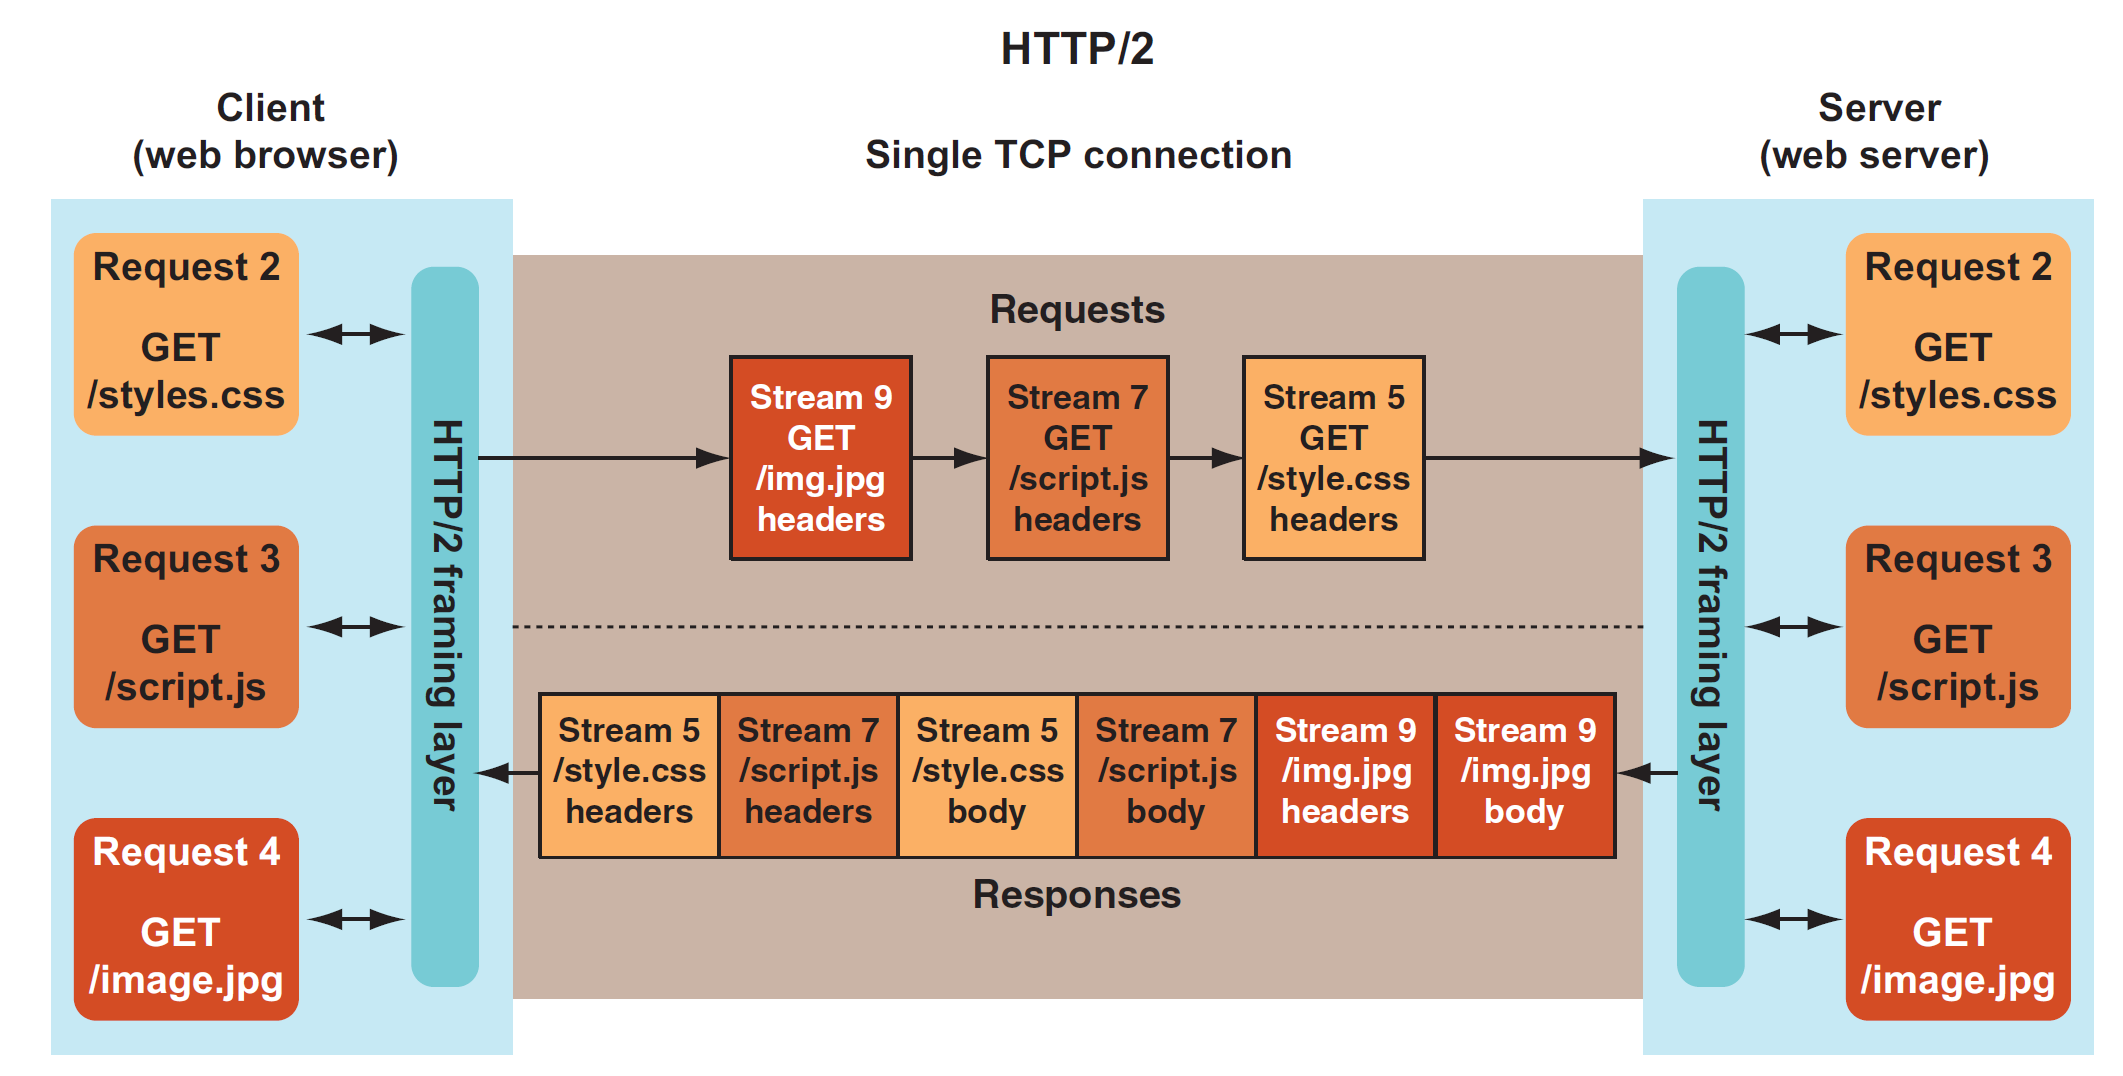 HTTP/2
Client
(web browser)
Single TCP connection
Server
(web server)
Request 2
GET
/styles.css
Request 3
GET
/script.js
Request 4
GET
/image.jpg
HTTP/2 framing layer
Requests
Stream 9
GET
/img.jpg
headers
Stream 7
GET
/script.js
headers
Stream 5
GET
/style.css
headers
Stream 5
/style.css
headers
Stream 7
/script.js
headers
Stream 5
/style.css
body
Stream 7
/script.js
body
Stream 9
/img.jpg
headers
Stream 9
/img.jpg
body
Responses
HTTP/2 framing layer
Request 2
GET
/styles.css
Request 3
GET
/script.js
Request 4
GET
/image.jpg